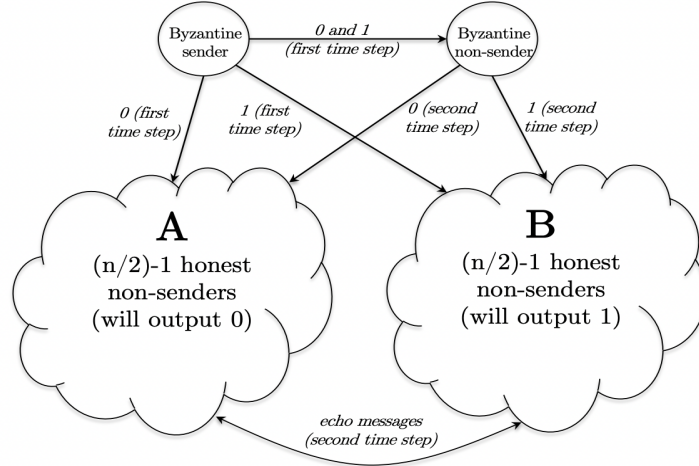 Byzantine
sender
0 and 1
(first time step)
Byzantine
non-sender
0 (first
time step)
1 (first
time step)
0 (second
time step)
1 (second
time step)
A
(n/2)-1 honest
non-senders
(will output 0)
B
(n/2)-1 honest
non-senders
(will output 1)
echo messages
(second time step)